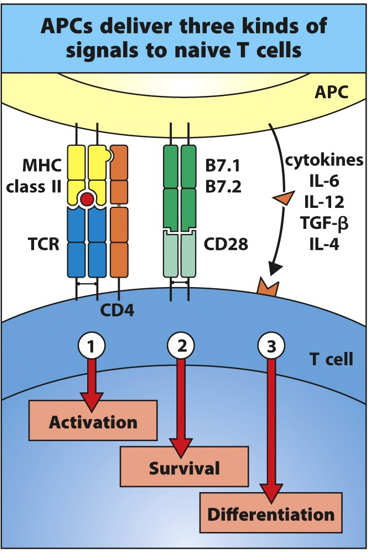 APCs deliver three kinds of
signals to naive T cells
APC
MHC
class II
B7.1
B7.2
cytokines
IL-6
IL-12
TGF-β
IL-4
TCR
CD28
CD4
1
2
3
T cell
Activation
Survival
Differentiation